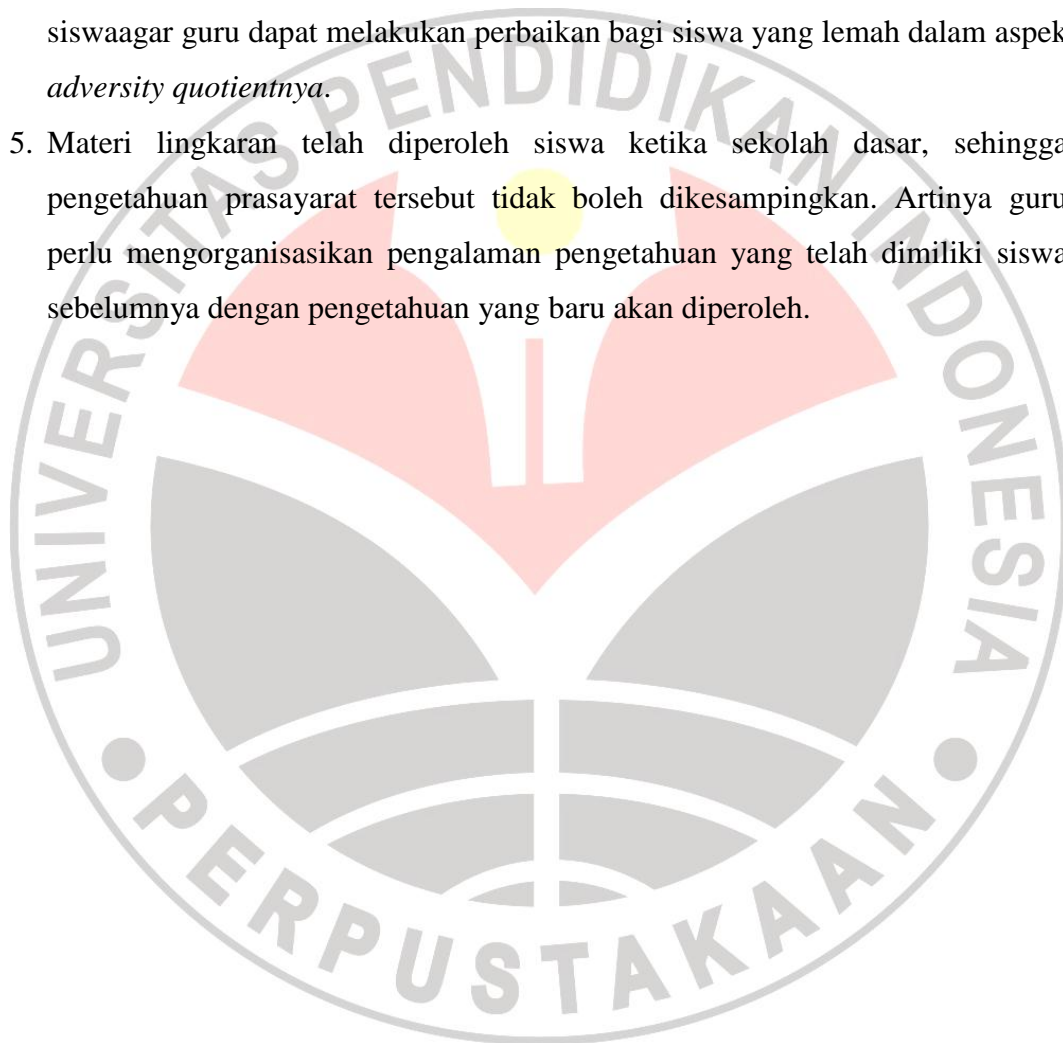 siswaagar guru dapat melakukan perbaikan bagi siswa yang lemah dalam aspek
adversity quotientnya.
5. Materi lingkaran telah diperoleh siswa ketika sekolah dasar, sehingga
pengetahuan prasayarat tersebut tidak boleh dikesampingkan. Artinya guru
perlu mengorganisasikan pengalaman pengetahuan yang telah dimiliki siswa
sebelumnya dengan pengetahuan yang baru akan diperoleh.
UNIVERSITAS PENDIDIKAN INDONESIA
PERPUSTAKAAN